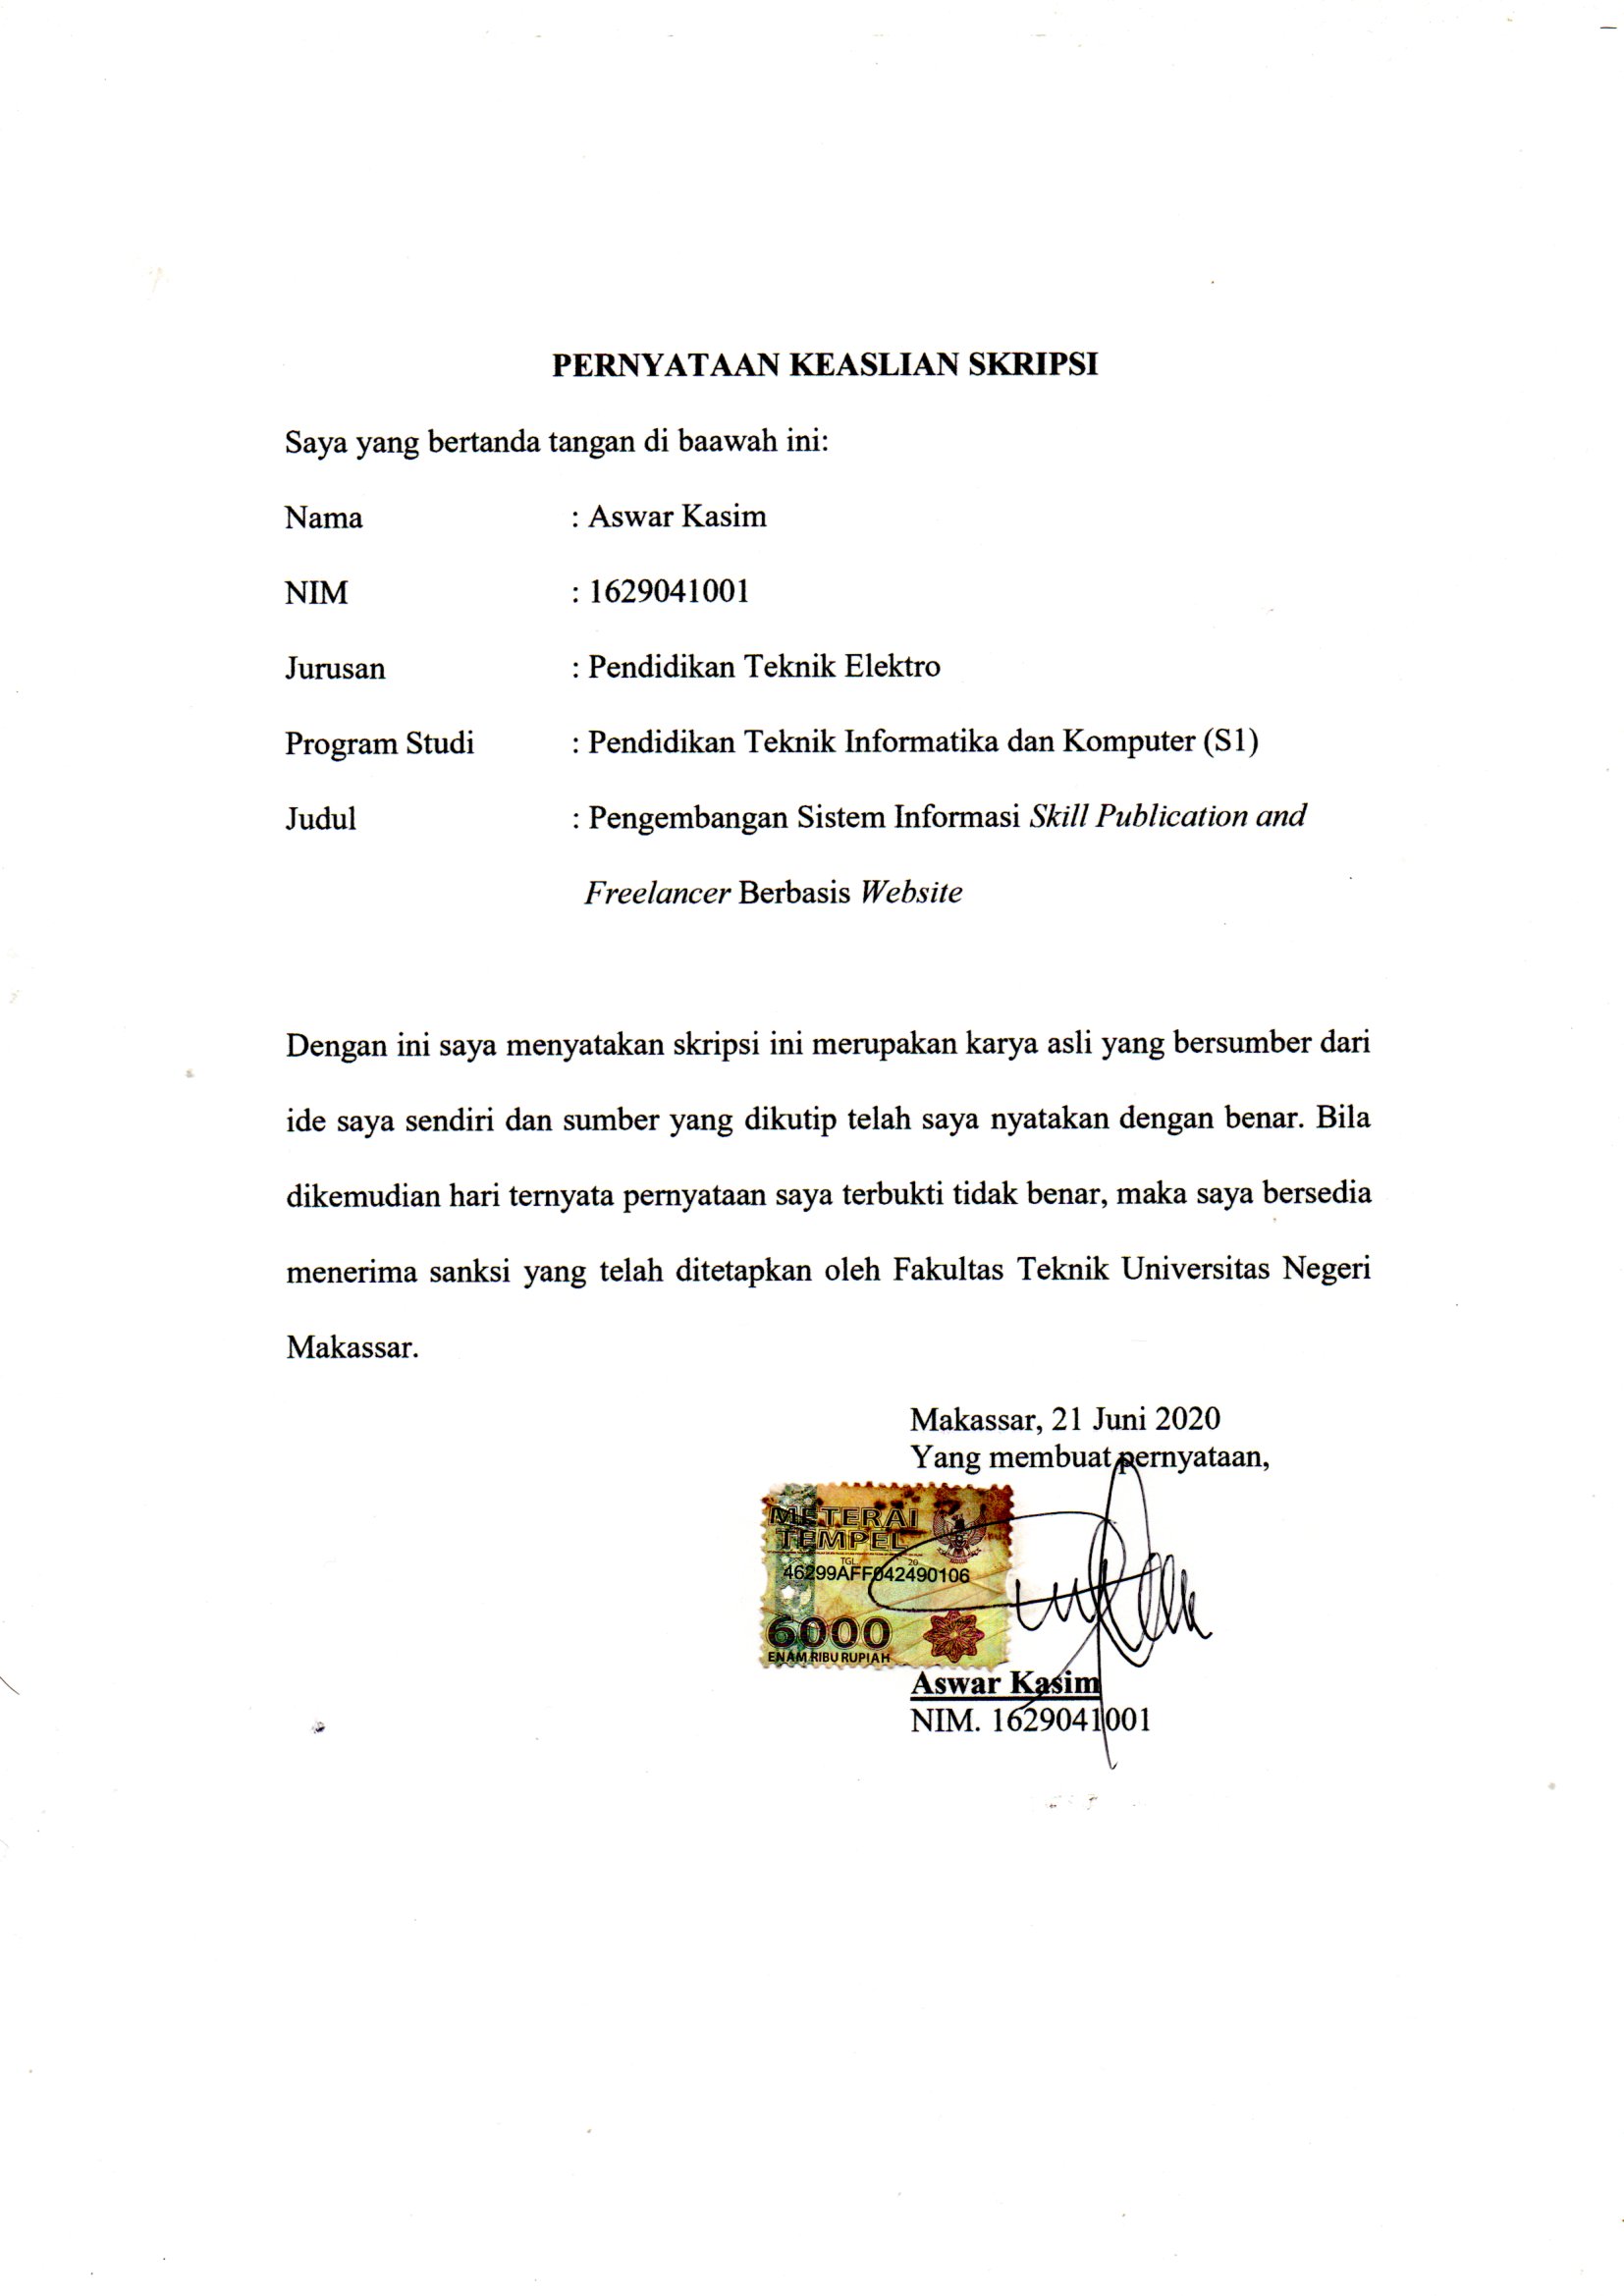 PERNYATAAN KEASLIAN SKRIPSI
Saya yang bertanda tangan di baawah ini:
Nama : Aswar Kasim
NIM : 1629041001
Jurusan : Pendidikan Teknik Elektro
Program Studi : Pendidikan Teknik Informatika dan Komputer (S1)
Judul : Pengembangan Sistem Informasi Skill Publication and
Freelancer Berbasis Website
Dengan ini saya menyatakan skripsi ini merupakan karya asli yang bersumber dari
ide saya sendiri dan sumber yang dikutip telah saya nyatakan dengan benar. Bila
dikemudian hari ternyata pernyataan saya terbukti tidak benar, maka saya bersedia
menerima sanksi yang telah ditetapkan oleh Fakultas Teknik Universitas Negeri
Makassar.
Makassar, 21 Juni 2020
Yang membuat pernyataan,
METERAI
TEMPEL
TGL. 20
46299AFF042490106
6000
ENAM RIBU RUPIAH
Aswar Kasim
NIM. 1629041001